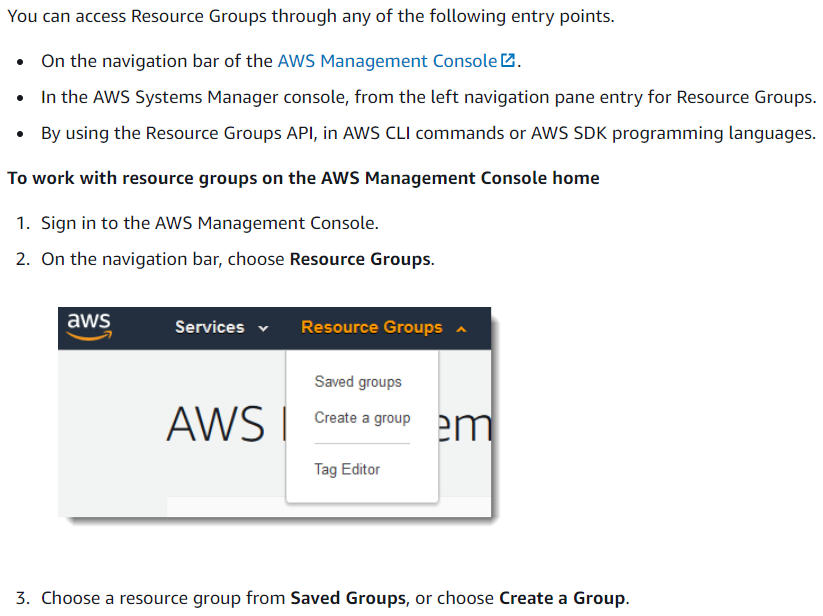 You can access Resource Groups through any of the following entry points.
• On the navigation bar of the AWS Management Console.
• In the AWS Systems Manager console, from the left navigation pane entry for Resource Groups.
• By using the Resource Groups API, in AWS CLI commands or AWS SDK programming languages.
To work with resource groups on the AWS Management Console home
1. Sign in to the AWS Management Console.
2. On the navigation bar, choose Resource Groups.
aws Services Resource Groups
Saved groups
Create a group
AWS
Tag Editor
3. Choose a resource group from Saved Groups, or choose Create a Group.